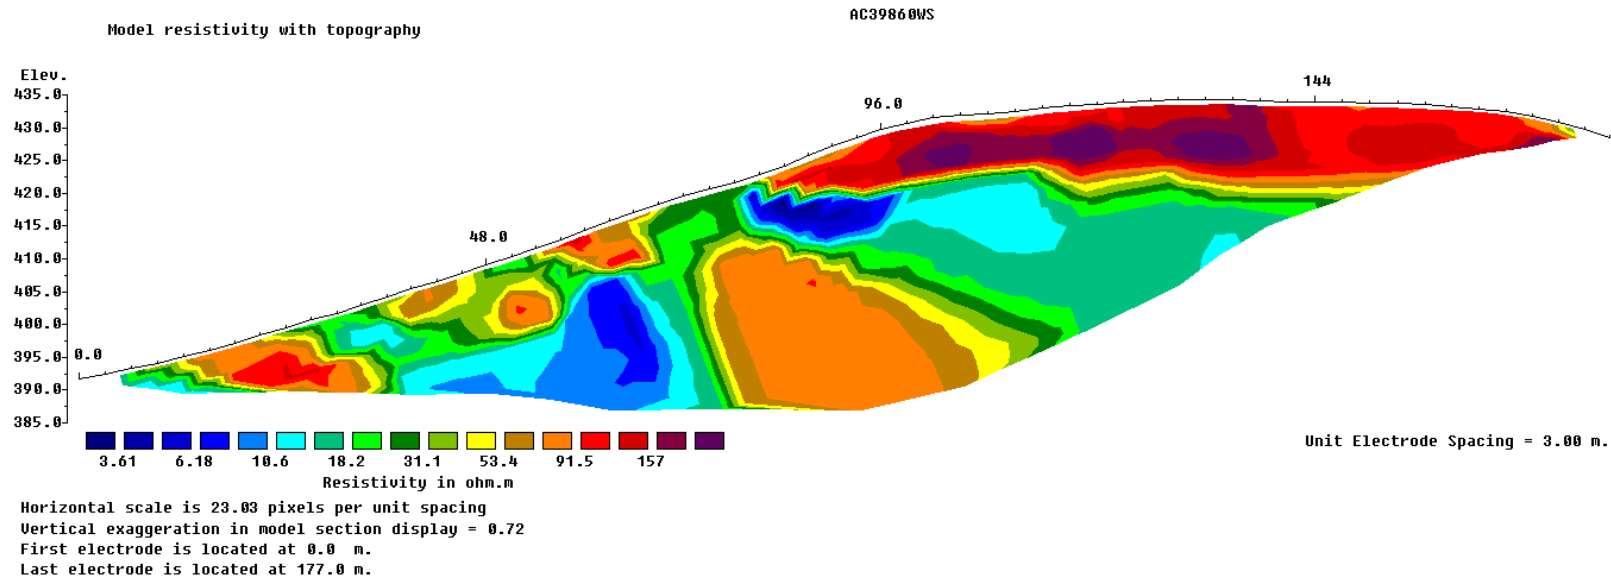 AC39860WS
Model resistivity with topography
Elev.
435.0
430.0
425.0
420.0
415.0
410.0
405.0
400.0
395.0
390.0
385.0
0.0
48.0
96.0
144
3.61 6.18 10.6 18.2 31.1 53.4 91.5 157
Resistivity in ohm.m
Unit Electrode Spacing = 3.00 m.
Horizontal scale is 23.03 pixels per unit spacing
Vertical exaggeration in model section display = 0.72
First electrode is located at 0.0 m.
Last electrode is located at 177.0 m.